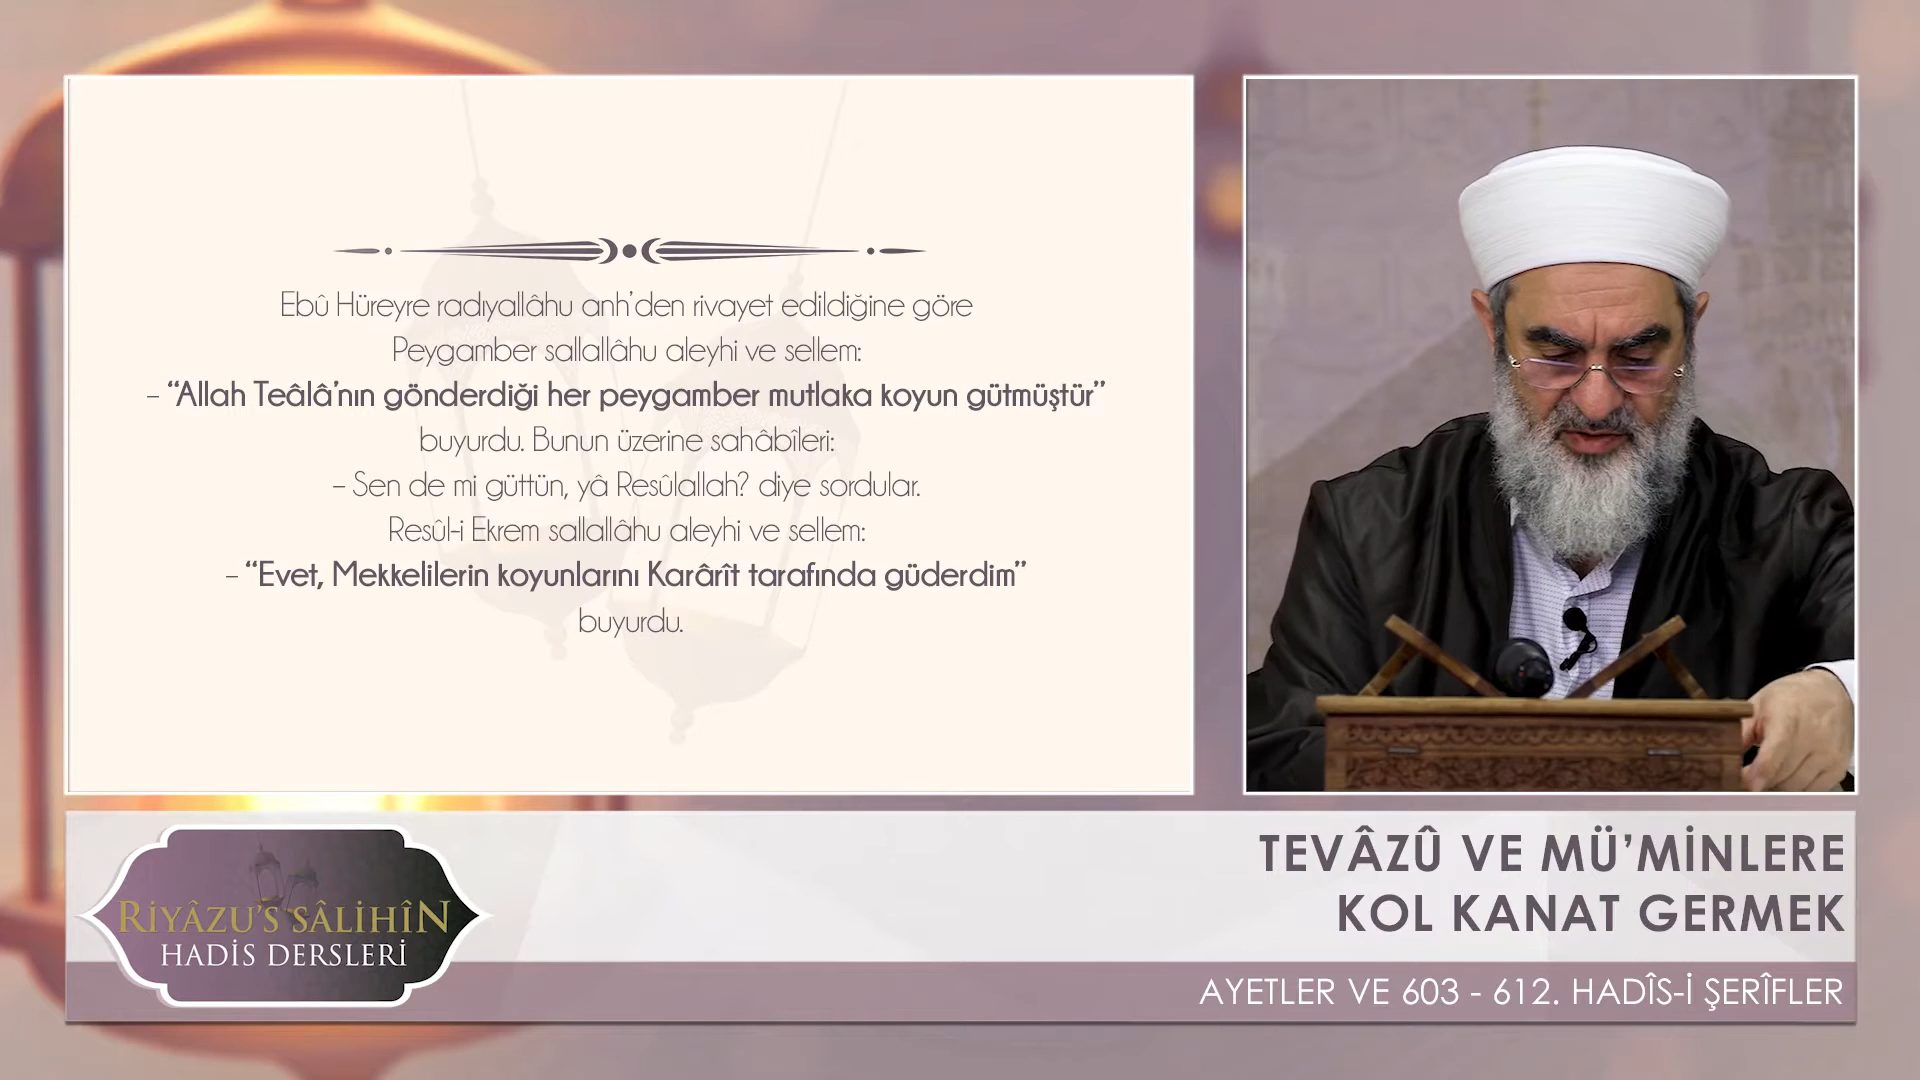 Ebû Hüreyre radıyallâhu anh'den rivayet edildiğine göre
Peygamber sallallâhu aleyhi ve sellem:
– “Allah Teâlâ’nın gönderdiği her peygamber mutlaka koyun gütmüştür”
buyurdu. Bunun üzerine sahâbîleri:
– Sen de mi güttün, yâ Resûlallah? diye sordular.
Resûl-i Ekrem sallallâhu aleyhi ve sellem:
– “Evet, Mekkelilerin koyunlarını Karârît tarafında güderdim”
buyurdu.
TEVÂZÛ VE MÜ’MİNLERE
KOL KANAT GERMEK
AYETLER VE 603 - 612. HADÎS-İ ŞERÎFLER
RİYÂZU’S SÂLİHÎN
HADİS DERSLERİ